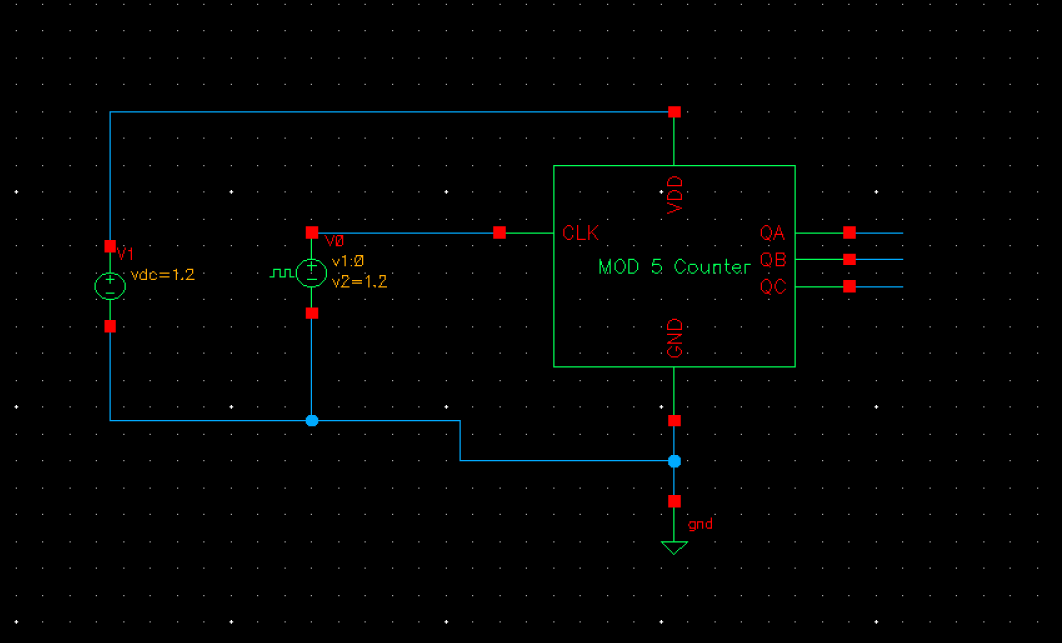 VDD
V0
CLK
QA
V1
v1:0
MOD 5 Counter
QB
vdc=1.2
v2=1.2
QC
GND
gnd